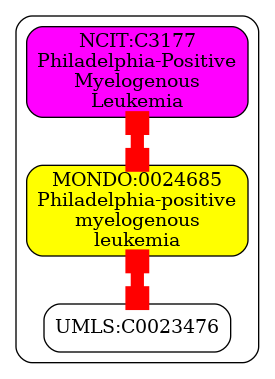 NCIT:C3177
Philadelphia-Positive
Myelogenous
Leukemia
MONDO:0024685
Philadelphia-positive
myelogenous
leukemia
UMLS:C0023476